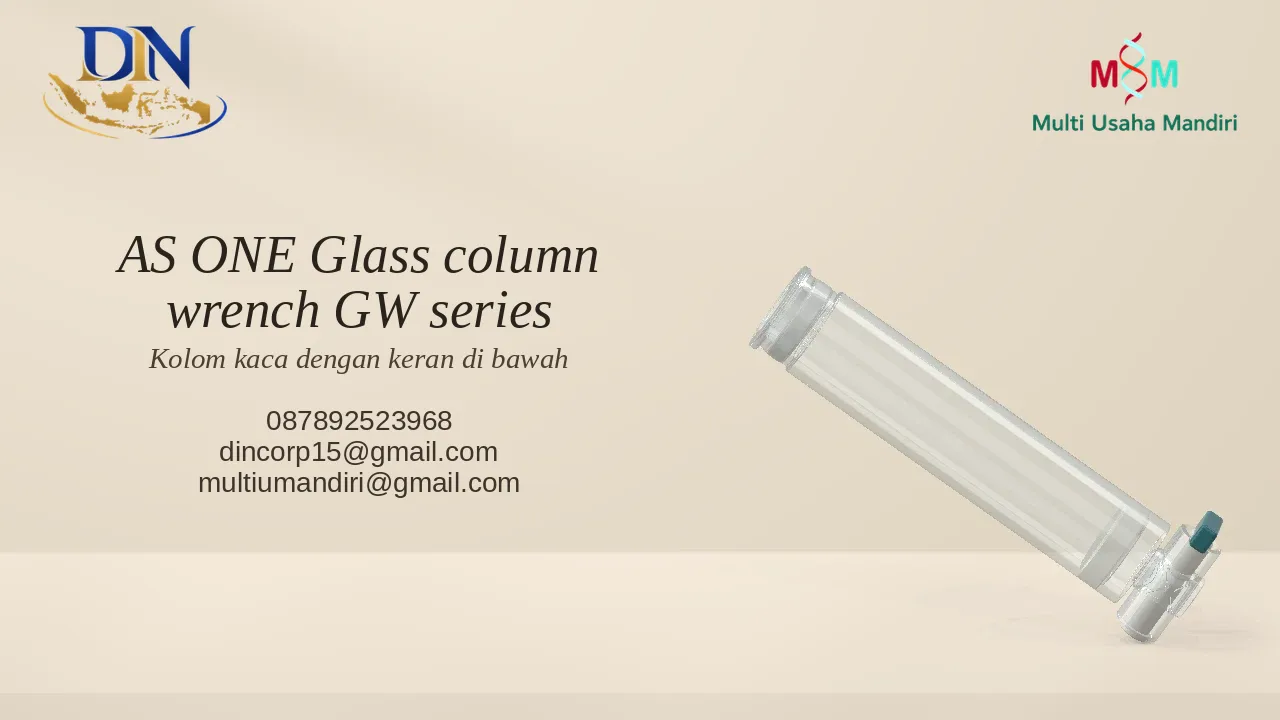 DIN
M M
Multi Usaha Mandiri
AS ONE Glass column
wrench GW series
Kolom kaca dengan keran di bawah
087892523968
dincorp15@gmail.com
multiumandiri@gmail.com